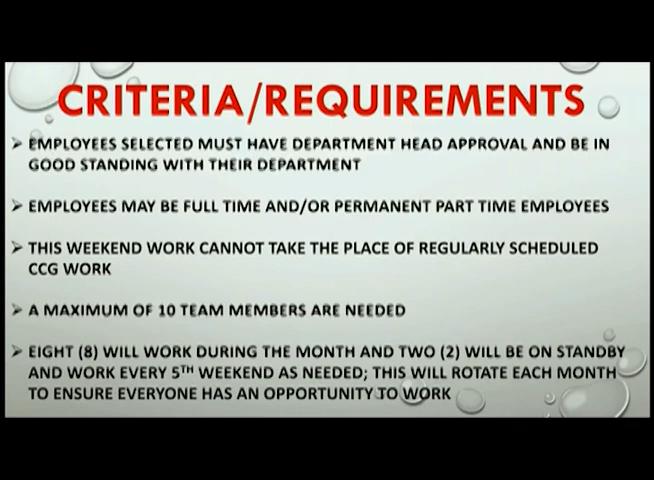 CRITERIA/REQUIREMENTS
➢ EMPLOYEES SELECTED MUST HAVE DEPARTMENT HEAD APPROVAL AND BE IN
GOOD STANDING WITH THEIR DEPARTMENT
➢ EMPLOYEES MAY BE FULL TIME AND/OR PERMANENT PART TIME EMPLOYEES
➢ THIS WEEKEND WORK CANNOT TAKE THE PLACE OF REGULARLY SCHEDULED
CCG WORK
➢ A MAXIMUM OF 10 TEAM MEMBERS ARE NEEDED
➢ EIGHT (8) WILL WORK DURING THE MONTH AND TWO (2) WILL BE ON STANDBY
AND WORK EVERY 5TH WEEKEND AS NEEDED; THIS WILL ROTATE EACH MONTH
TO ENSURE EVERYONE HAS AN OPPORTUNITY TO WORK